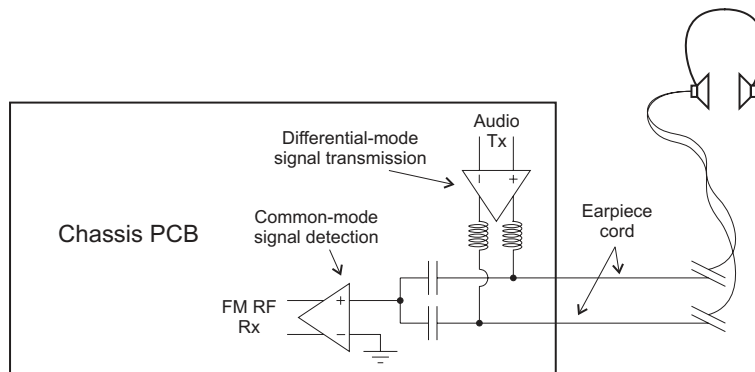 Audio
Tx
Differential-mode
signal transmission
Common-mode
signal detection
Chassis PCB
Earpiece
cord
FM RF
Rx